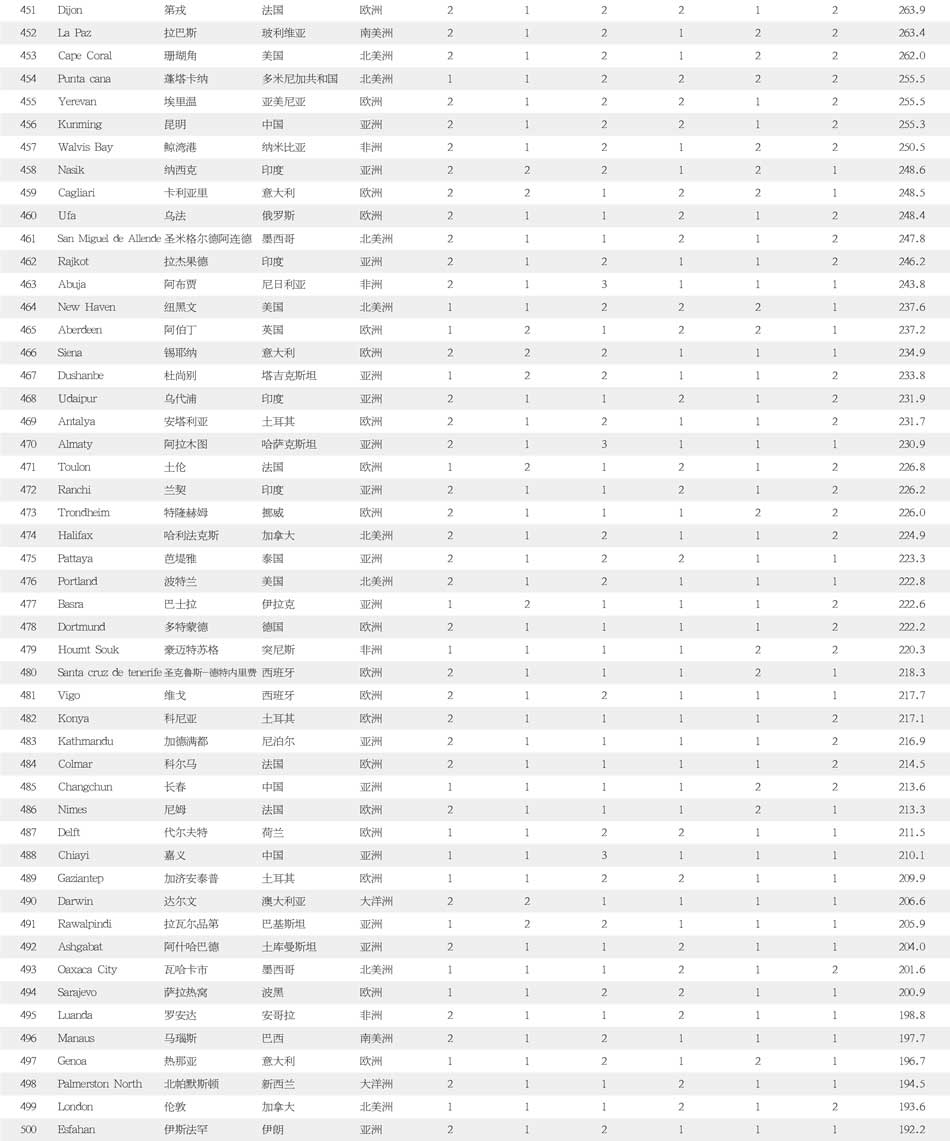 451 Dijon 第戎 法国 欧洲 2 1 2 2 1 2 263.9
452 La Paz 拉巴斯 玻利维亚 南美洲 2 1 2 1 2 2 263.4
453 Cape Coral 珊瑚角 美国 北美洲 2 1 2 1 2 2 262.0
454 Punta cana 蓬塔卡纳 多米尼加共和国 北美洲 1 1 2 2 2 2 255.5
455 Yerevan 埃里温 亚美尼亚 欧洲 2 1 2 2 1 2 255.5
456 Kunming 昆明 中国 亚洲 2 1 2 2 1 2 255.3
457 Walvis Bay 鲸湾港 纳米比亚 非洲 2 1 2 1 2 2 250.5
458 Nasik 纳西克 印度 亚洲 2 2 2 1 2 1 248.6
459 Cagliari 卡利亚里 意大利 欧洲 2 2 1 2 2 1 248.5
460 Ufa 乌法 俄罗斯 欧洲 2 1 1 2 1 2 248.4
461 San Miguel de Allende 圣米格尔德阿连德 墨西哥 北美洲 2 1 1 2 1 2 247.8
462 Rajkot 拉杰果德 印度 亚洲 2 1 2 1 1 2 246.2
463 Abuja 阿布贾 尼日利亚 非洲 2 1 3 1 1 1 243.8
464 New Haven 纽黑文 美国 北美洲 1 1 2 2 2 1 237.6
465 Aberdeen 阿伯丁 英国 欧洲 1 2 1 2 2 1 237.2
466 Siena 锡耶纳 意大利 欧洲 2 2 2 1 1 1 234.9
467 Dushanbe 杜尚别 塔吉克斯坦 亚洲 1 2 2 1 1 2 233.8
468 Udaipur 乌代浦 印度 亚洲 2 1 1 2 1 2 231.9
469 Antalya 安塔利亚 土耳其 欧洲 2 1 2 1 1 2 231.7
470 Almaty 阿拉木图 哈萨克斯坦 亚洲 2 1 3 1 1 1 230.9
471 Toulon 土伦 法国 欧洲 1 2 1 2 1 2 226.8
472 Ranchi 兰契 印度 亚洲 2 1 1 2 1 2 226.2
473 Trondheim 特隆赫姆 挪威 欧洲 2 1 1 1 2 2 226.0
474 Halifax 哈利法克斯 加拿大 北美洲 2 1 2 1 1 2 224.9
475 Pattaya 芭堤雅 泰国 亚洲 2 1 2 2 1 1 223.3
476 Portland 波特兰 美国 北美洲 2 1 2 1 1 1 222.8
477 Basra 巴士拉 伊拉克 亚洲 1 2 1 1 1 2 222.6
478 Dortmund 多特蒙德 德国 欧洲 2 1 1 1 1 2 222.2
479 Houmt Souk 豪迈特苏格 突尼斯 非洲 1 1 1 1 2 2 220.3
480 Santa cruz de tenerife 圣克鲁斯-德特内里费 西班牙 欧洲 2 1 1 1 2 1 218.3
481 Vigo 维戈 西班牙 欧洲 2 1 2 1 1 1 217.7
482 Konya 科尼亚 土耳其 欧洲 2 1 1 1 1 2 217.1
483 Kathmandu 加德满都 尼泊尔 亚洲 2 1 1 1 1 2 216.9
484 Colmar 科尔马 法国 欧洲 2 1 1 1 1 2 214.5
485 Changchun 长春 中国 亚洲 1 1 1 1 2 2 213.6
486 Nimes 尼姆 法国 欧洲 2 1 1 1 2 1 213.3
487 Delft 代尔夫特 荷兰 欧洲 1 1 2 2 1 1 211.5
488 Chiayi 嘉义 中国 亚洲 1 1 3 1 1 1 210.1
489 Gaziantep 加济安泰普 土耳其 欧洲 1 1 2 2 1 1 209.9
490 Darwin 达尔文 澳大利亚 大洋洲 2 2 1 1 1 1 206.6
491 Rawalpindi 拉瓦尔品第 巴基斯坦 亚洲 1 2 2 1 1 1 205.9
492 Ashgabat 阿什哈巴德 土库曼斯坦 亚洲 2 1 1 2 1 1 204.0
493 Oaxaca City 瓦哈卡市 墨西哥 北美洲 1 1 1 2 1 2 201.6
494 Sarajevo 萨拉热窝 波黑 欧洲 1 1 2 2 1 1 200.9
495 Luanda 罗安达 安哥拉 非洲 2 1 1 2 1 1 198.8
496 Manaus 马瑙斯 巴西 南美洲 2 1 2 1 1 1 197.7
497 Genoa 热那亚 意大利 欧洲 1 1 2 1 2 1 196.7
498 Palmerston North 北帕默斯顿 新西兰 大洋洲 2 1 1 2 1 1 194.5
499 London 伦敦 加拿大 北美洲 1 1 1 2 1 2 193.6
500 Esfahan 伊斯法罕 伊朗 亚洲 2 1 2 1 1 1 192.2